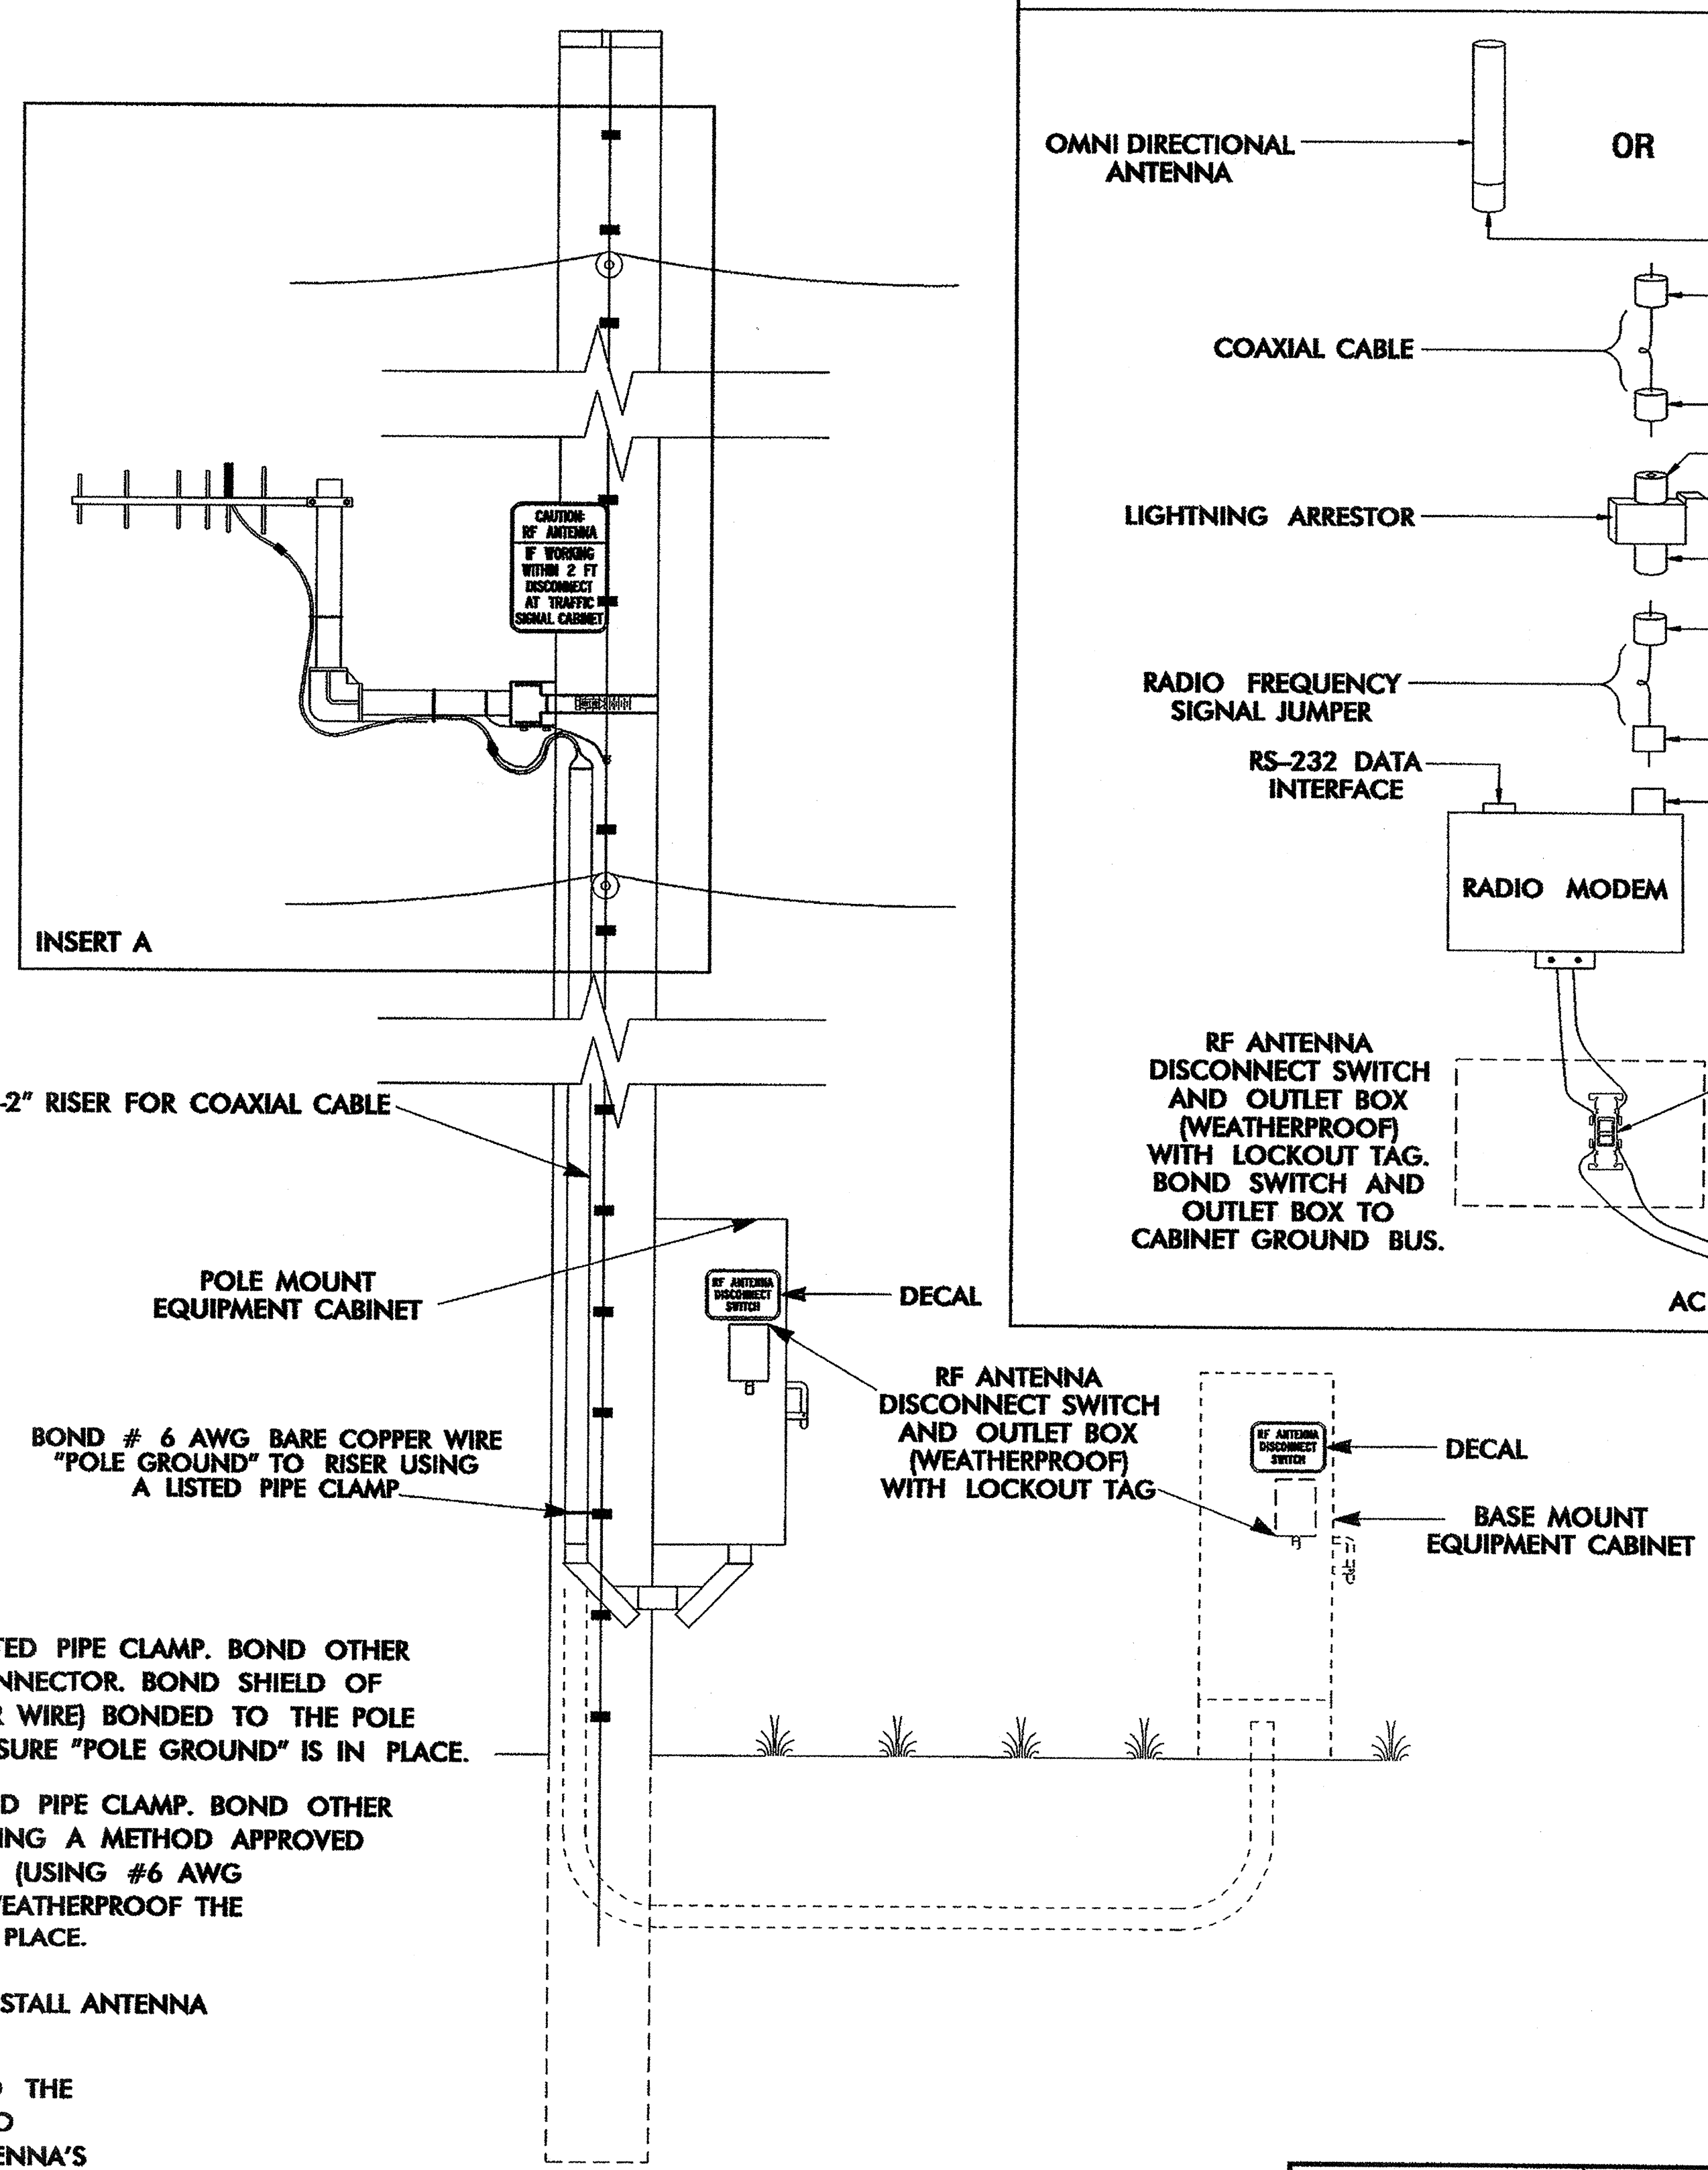 OMNI DIRECTIONAL
ANTENNA
OR
COAXIAL CABLE
LIGHTNING ARRESTOR
RADIO FREQUENCY
SIGNAL JUMPER
RS-232 DATA
INTERFACE
RADIO MODEM
RF ANTENNA
DISCONNECT SWITCH
AND OUTLET BOX
(WEATHERPROOF)
WITH LOCKOUT TAG.
BOND SWITCH AND
OUTLET BOX TO
CABINET GROUND BUS.
AC
CAUTION:
RF ANTENNA
IF WORKING
WITHIN 2 FT
DISCONNECT
AT TRAFFIC
SIGNAL CABINET
INSERT A
-2" RISER FOR COAXIAL CABLE
POLE MOUNT
EQUIPMENT CABINET
RF ANTENNA
DISCONNECT
SWITCH
DECAL
RF ANTENNA
DISCONNECT SWITCH
AND OUTLET BOX
(WEATHERPROOF)
WITH LOCKOUT TAG
BOND # 6 AWG BARE COPPER WIRE
"POLE GROUND" TO RISER USING
A LISTED PIPE CLAMP
RF ANTENNA
DISCONNECT
SWITCH
DECAL
BASE MOUNT
EQUIPMENT CABINET
TED PIPE CLAMP. BOND OTHER
NNECTOR. BOND SHIELD OF
R WIRE) BONDED TO THE POLE
SURE "POLE GROUND" IS IN PLACE.
D PIPE CLAMP. BOND OTHER
ING A METHOD APPROVED
(USING #6 AWG
EATHERPROOF THE
PLACE.
STALL ANTENNA
THE
O
ENNA'S